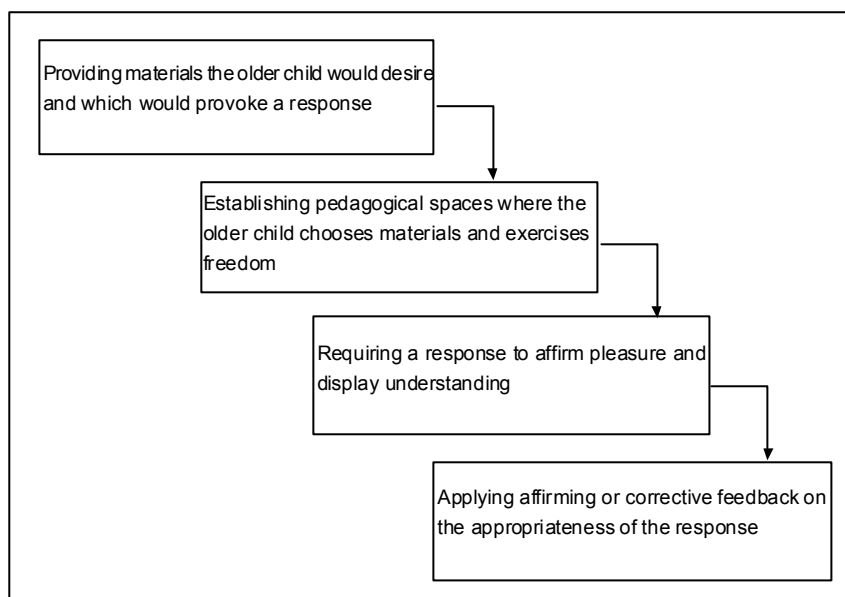 Providing materials the older child would desire
and which would provoke a response
Establishing pedagogical spaces where the
older child chooses materials and exercises
freedom
Requiring a response to affirm pleasure and
display understanding
Applying affirming or corrective feedback on
the appropriateness of the response